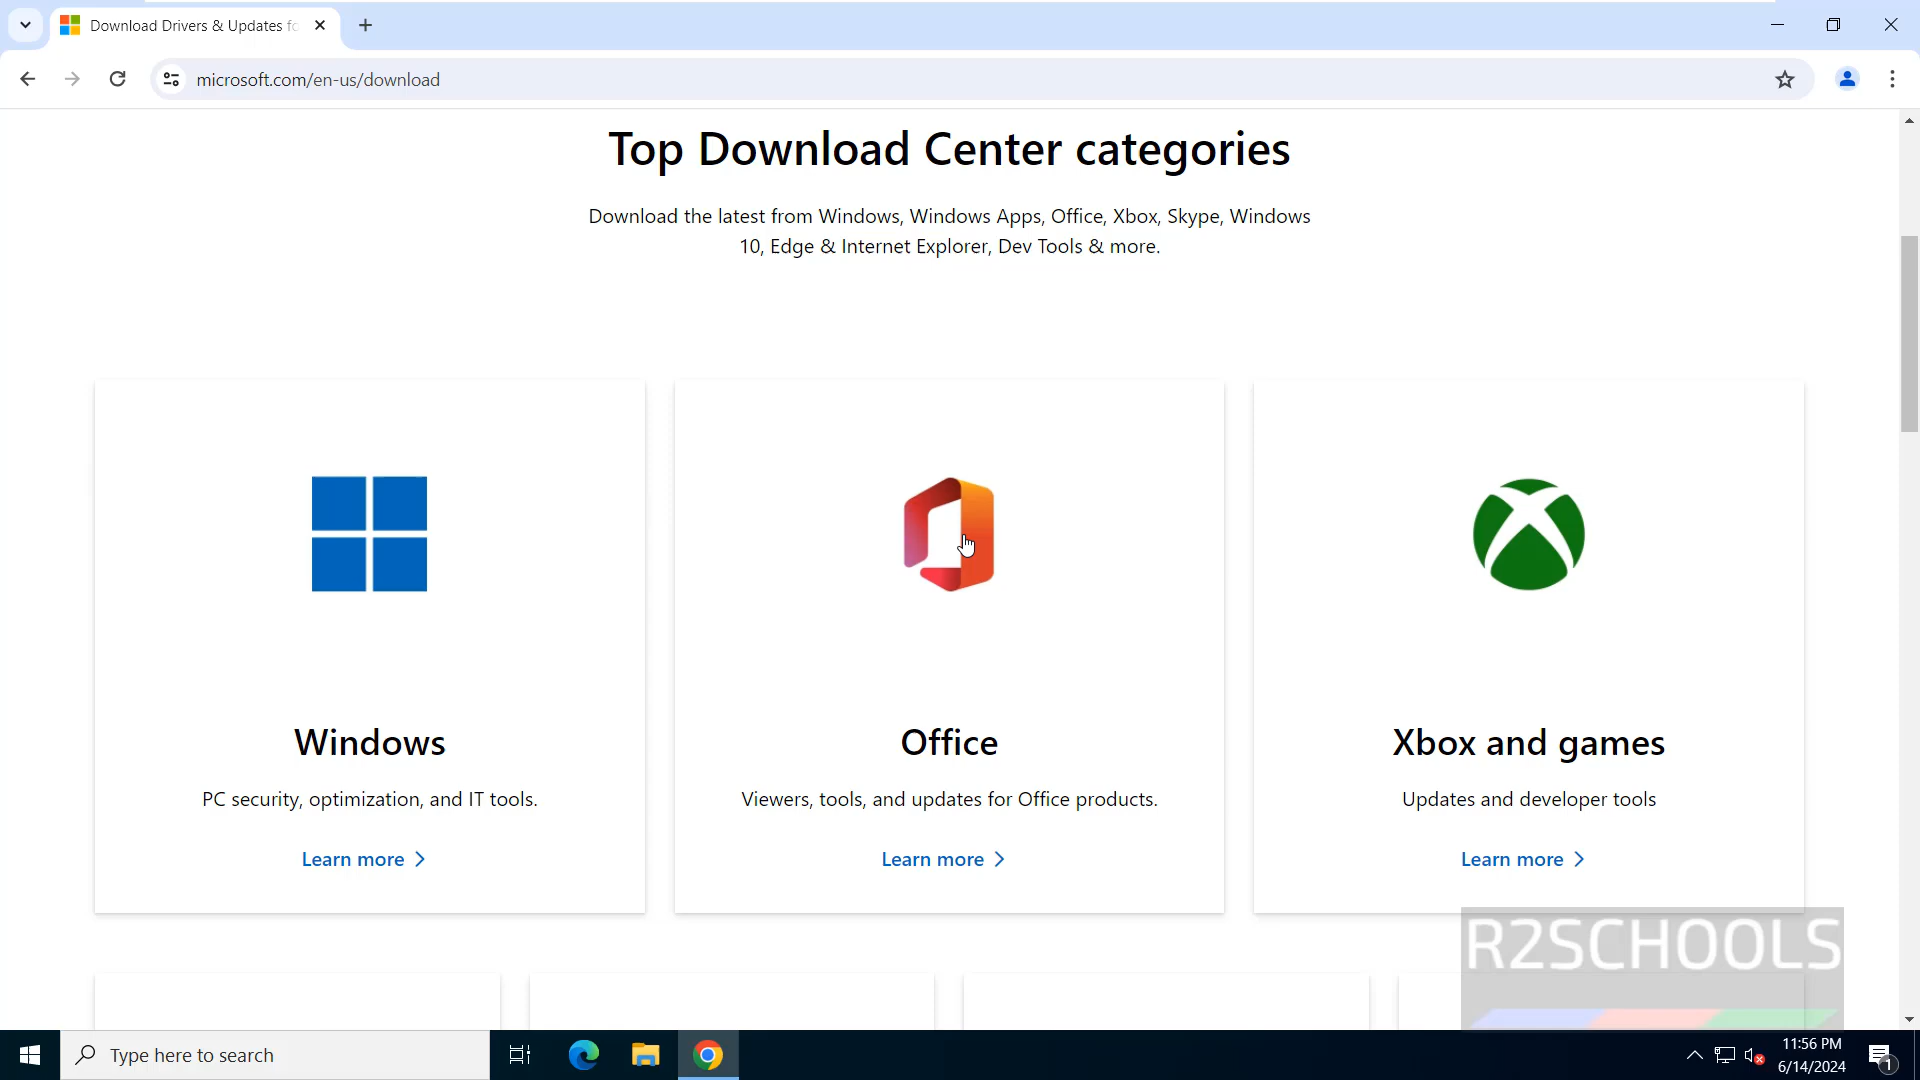 Download Drivers & Updates fo
microsoft.com/en-us/download
Top Download Center categories
Download the latest from Windows, Windows Apps, Office, Xbox, Skype, Windows
10, Edge & Internet Explorer, Dev Tools & more.
Windows
PC security, optimization, and IT tools.
Learn more
Office
Viewers, tools, and updates for Office products.
Learn more
Xbox and games
Updates and developer tools
Learn more
R2SCHOOLS
Type here to search
11:56 PM
6/14/2024
1